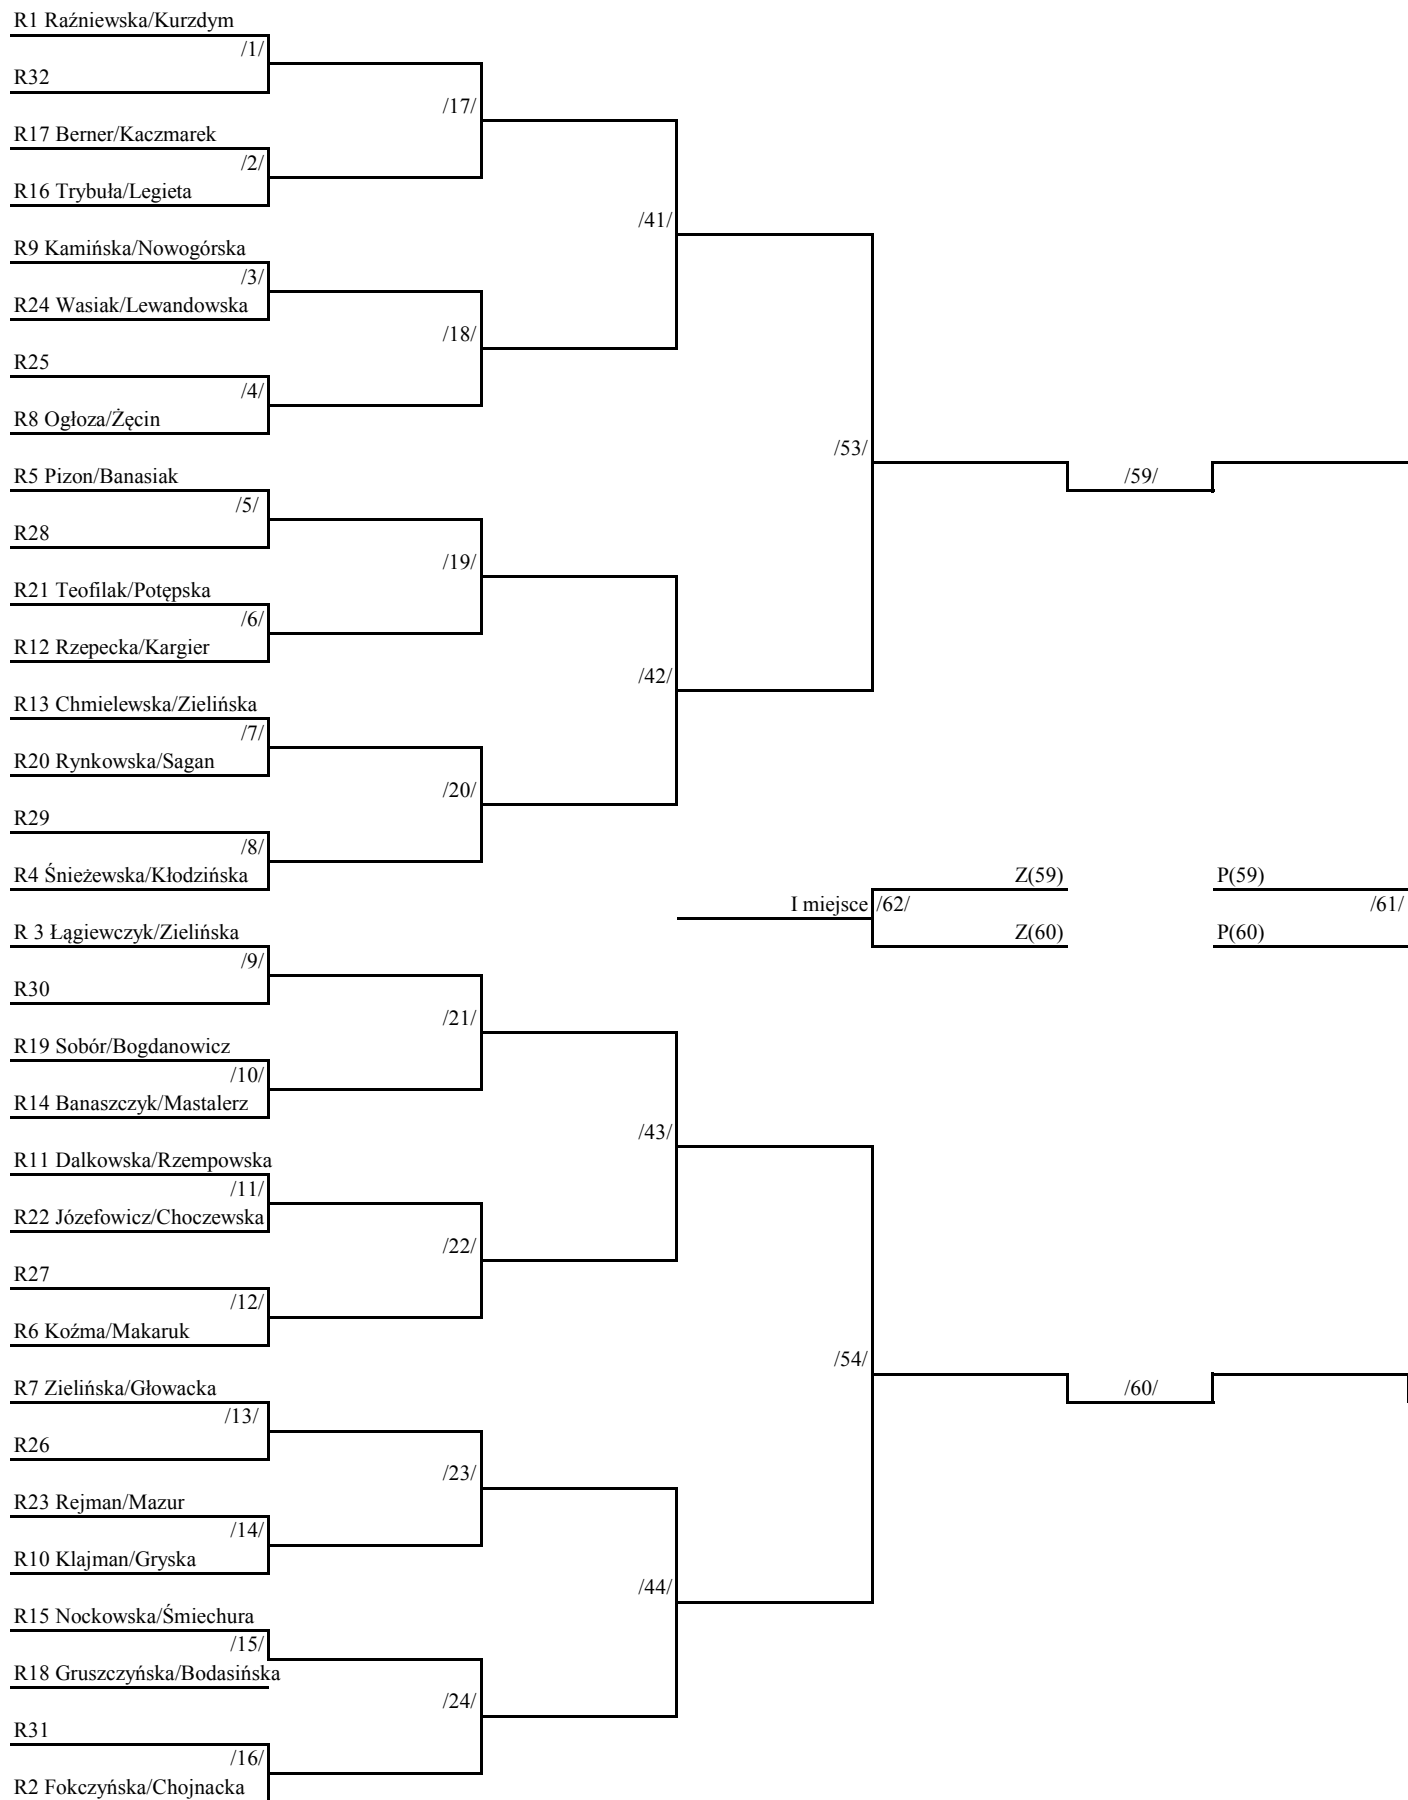 R1 Raźniewska/Kurzdym
/1/
R32
/17/
R17 Berner/Kaczmarek
/2/
R16 Trybuła/Legieta
/41/
R9 Kamińska/Nowogórska
/3/
R24 Wasiak/Lewandowska
/18/
R25
/4/
R8 Ogłoza/Żęcin
/53/
/59/
R5 Pizon/Banasiak
/5/
R28
/19/
R21 Teofilak/Potępska
/6/
R12 Rzepecka/Kargier
/42/
R13 Chmielewska/Zielińska
/7/
R20 Rynkowska/Sagan
/20/
R29
/8/
R4 Śnieżewska/Kłodzińska
Z(59)
P(59)
I miejsce
/62/
/61/
Z(60)
P(60)
R 3 Łągiewczyk/Zielińska
/9/
R30
/21/
R19 Sobór/Bogdanowicz
/10/
R14 Banaszczyk/Mastalerz
/43/
R11 Dalkowska/Rzempowska
/11/
R22 Józefowicz/Choczewska
/22/
R27
/12/
R6 Koźma/Makaruk
/54/
/60/
R7 Zielińska/Głowacka
/13/
R26
/23/
R23 Rejman/Mazur
/14/
R10 Klajman/Gryska
/44/
R15 Nockowska/Śmiechura
/15/
R18 Gruszczyńska/Bodasińska
/24/
R31
/16/
R2 Fokczyńska/Chojnacka